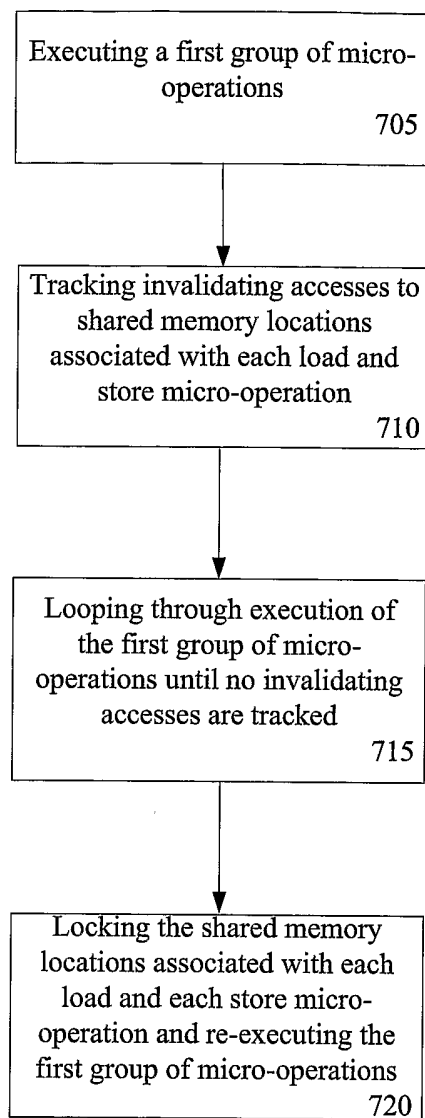 Executing a first group of micro-
operations
705
Tracking invalidating accesses to
shared memory locations
associated with each load and
store micro-operation
710
Looping through execution of
the first group of micro-
operations until no invalidating
accesses are tracked
715
Locking the shared memory
locations associated with each
load and each store micro-
operation and re-executing the
first group of micro-operations
720